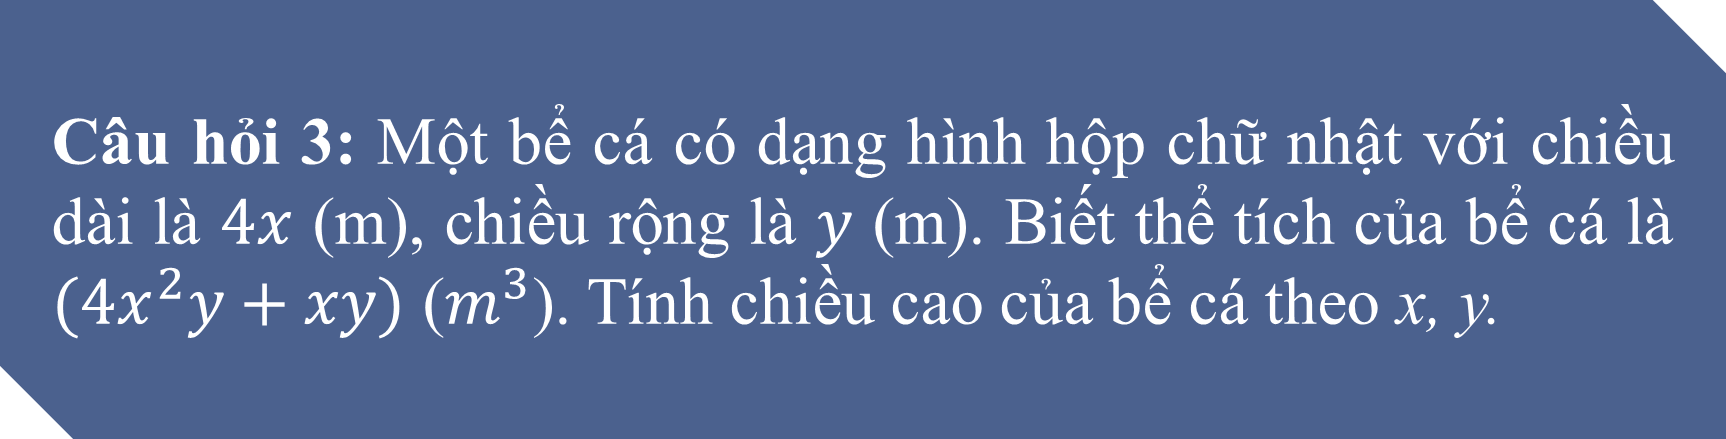 Câu hỏi 3: Một bể cá có dạng hình hộp chữ nhật với chiều
dài là 4x (m), chiều rộng là y (m). Biết thể tích của bể cá là
(4x²y + xy) (m³). Tính chiều cao của bể cá theo x, y.